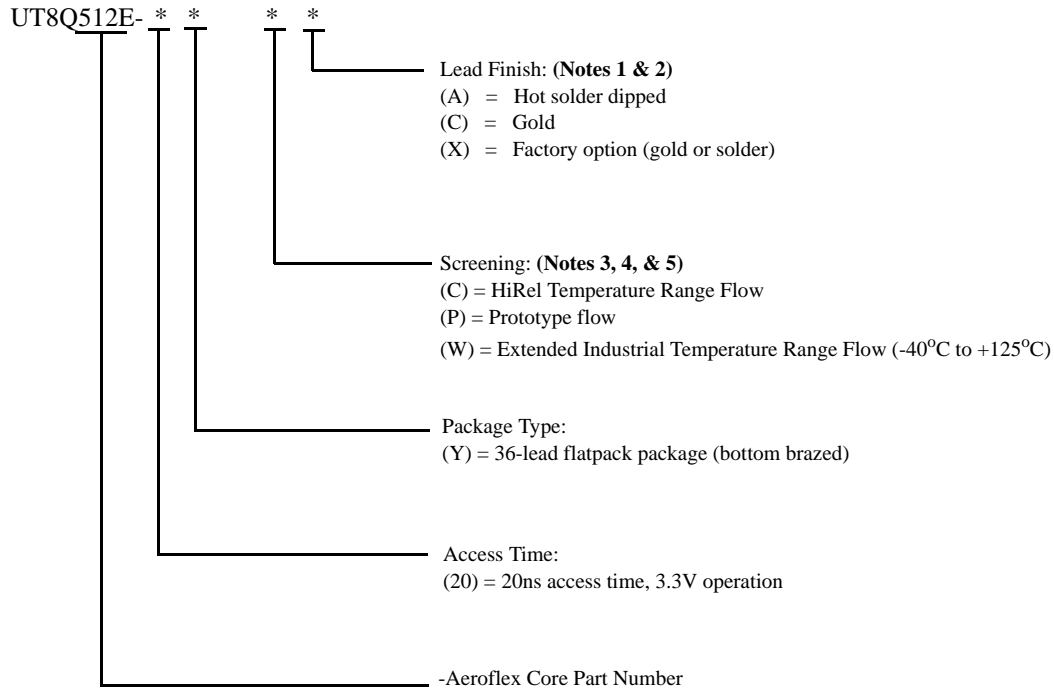 UT8Q512E- * * * *
Lead Finish: (Notes 1 & 2)
(A) = Hot solder dipped
(C) = Gold
(X) = Factory option (gold or solder)
Screening: (Notes 3, 4, & 5)
(C) = HiRel Temperature Range Flow
(P) = Prototype flow
(W) = Extended Industrial Temperature Range Flow (-40°C to +125°C)
Package Type:
(Y) = 36-lead flatpack package (bottom brazed)
Access Time:
(20) = 20ns access time, 3.3V operation
-Aeroflex Core Part Number